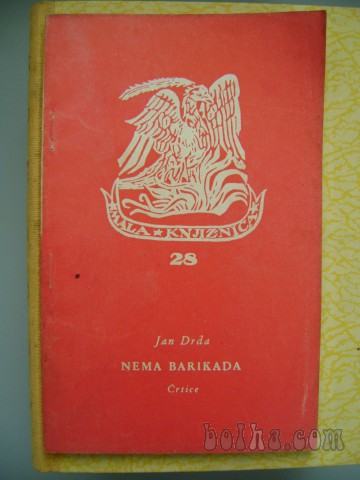 MALA ★ KNJIŽNICA
28
Jan Drda
NEMA BARIKADA
Črtice
bolha.com